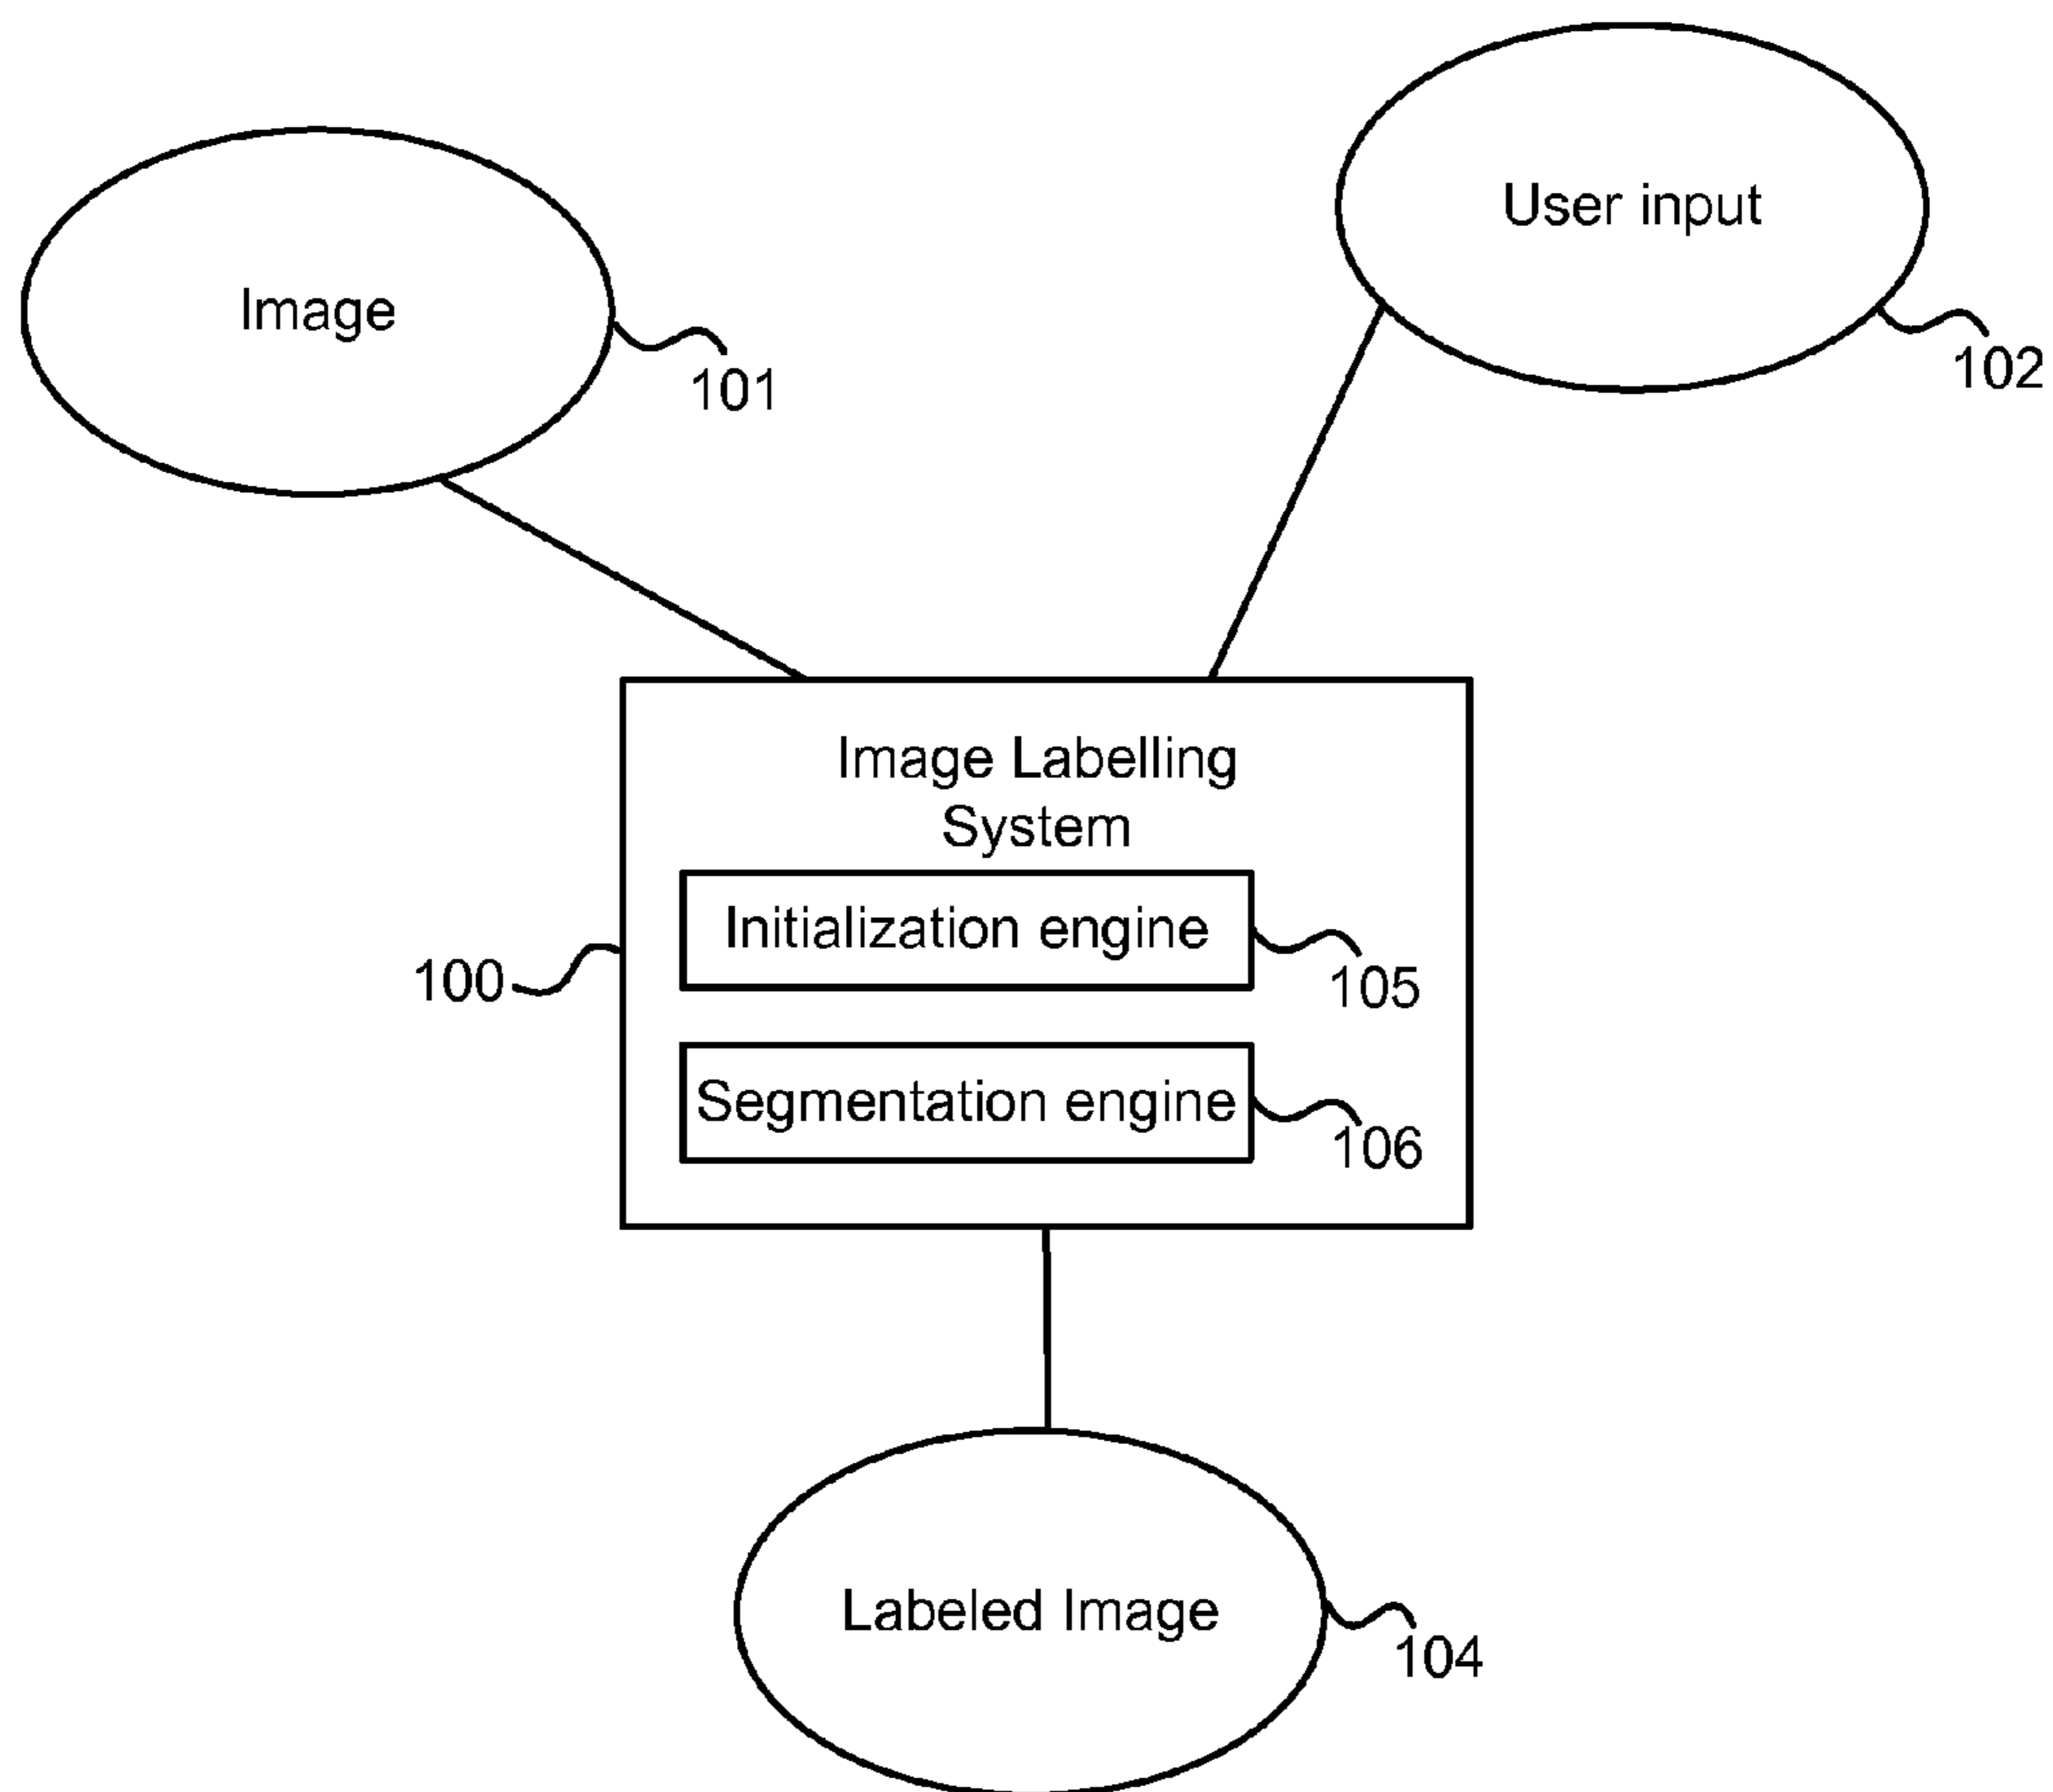 User input
Image
102
101
Image Labelling
System
Initialization engine
100
105
Segmentation engine
106
Labeled Image
104